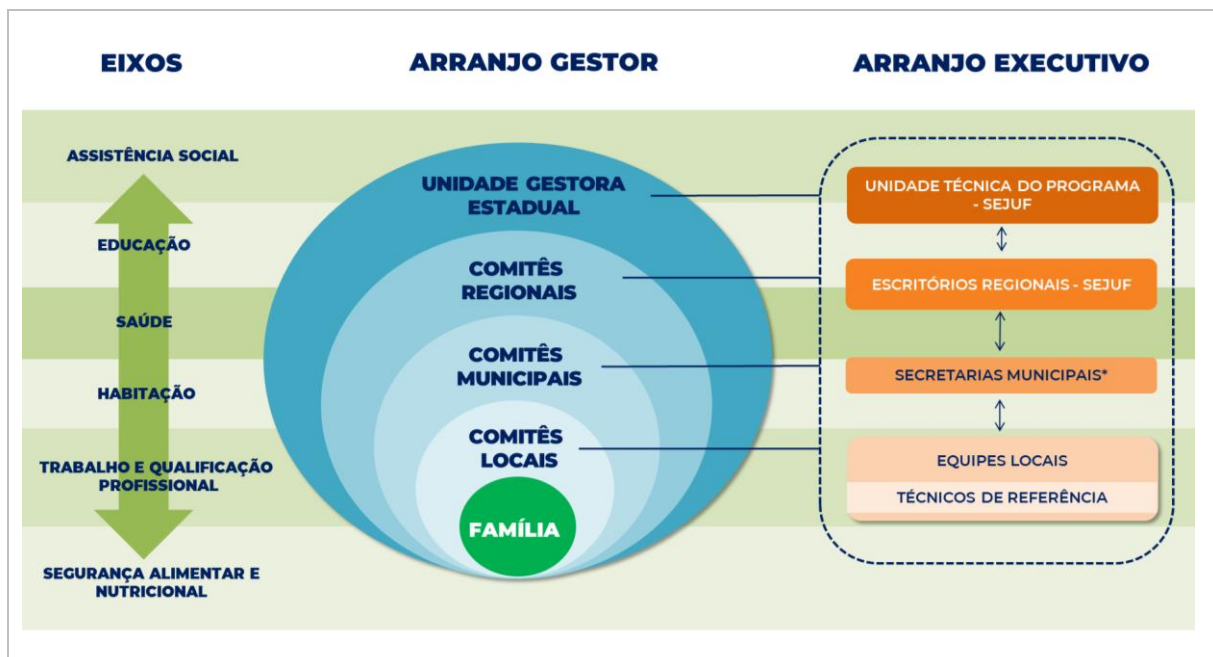 EIXOS
ARRANJO GESTOR
ARRANJO EXECUTIVO
ASSISTÊNCIA SOCIAL
EDUCAÇÃO
SAÚDE
HABITAÇÃO
TRABALHO E QUALIFICAÇÃO
PROFISSIONAL
SEGURANÇA ALIMENTAR E
NUTRICIONAL
UNIDADE GESTORA
ESTADUAL
COMITÊS
REGIONAIS
COMITÊS
MUNICIPAIS
COMITÊS
LOCAIS
FAMÍLIA
UNIDADE TÉCNICA DO PROGRAMA
- SEJUF
ESCRITÓRIOS REGIONAIS - SEJUF
SECRETARIAS MUNICIPAIS*
EQUIPES LOCAIS
TÉCNICOS DE REFERÊNCIA